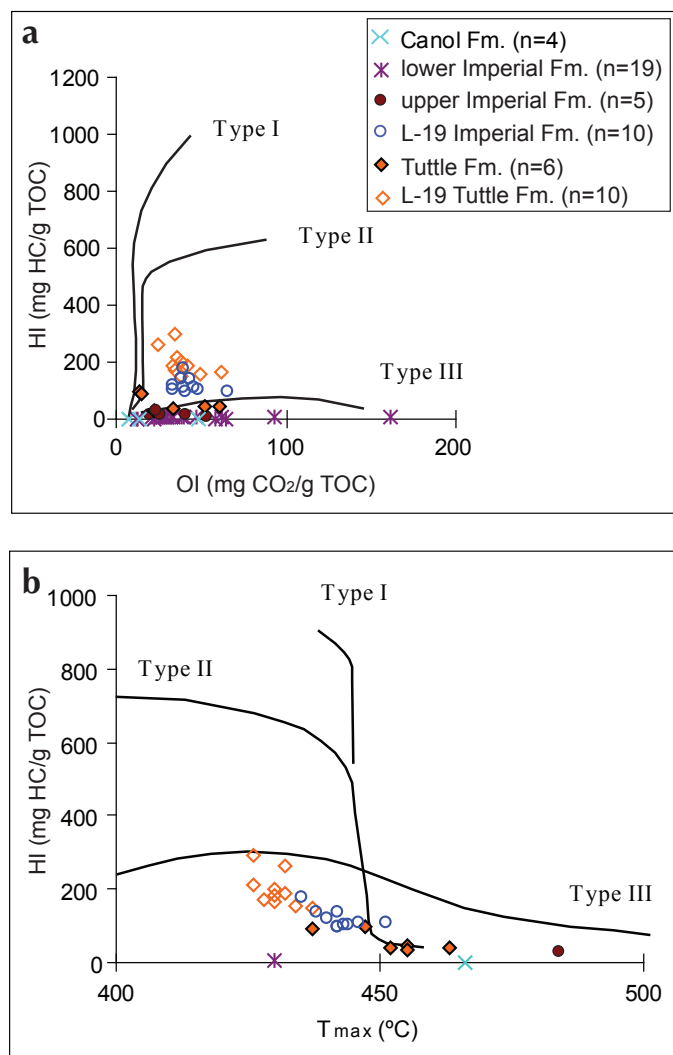 a
Canol Fm. (n=4)
lower Imperial Fm. (n=19)
upper Imperial Fm. (n=5)
L-19 Imperial Fm. (n=10)
Tuttle Fm. (n=6)
L-19 Tuttle Fm. (n=10)
1200
1000
800
600
400
200
0
HI (mg HC/g TOC)
Type I
Type II
Type III
0
100
200
OI (mg CO₂/g TOC)
b
1000
800
600
400
200
0
HI (mg HC/g TOC)
Type I
Type II
Type III
400
450
500
Tmax (ºC)